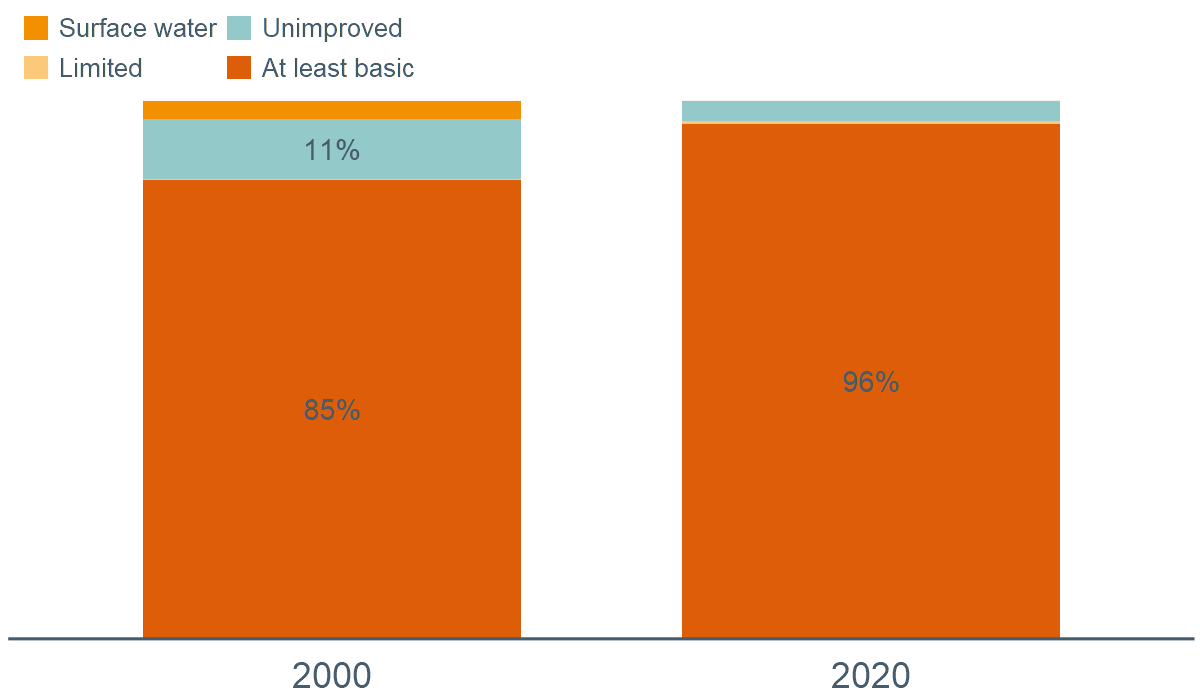 Surface water Unimproved
Limited At least basic
11%
85%
96%
2000 2020